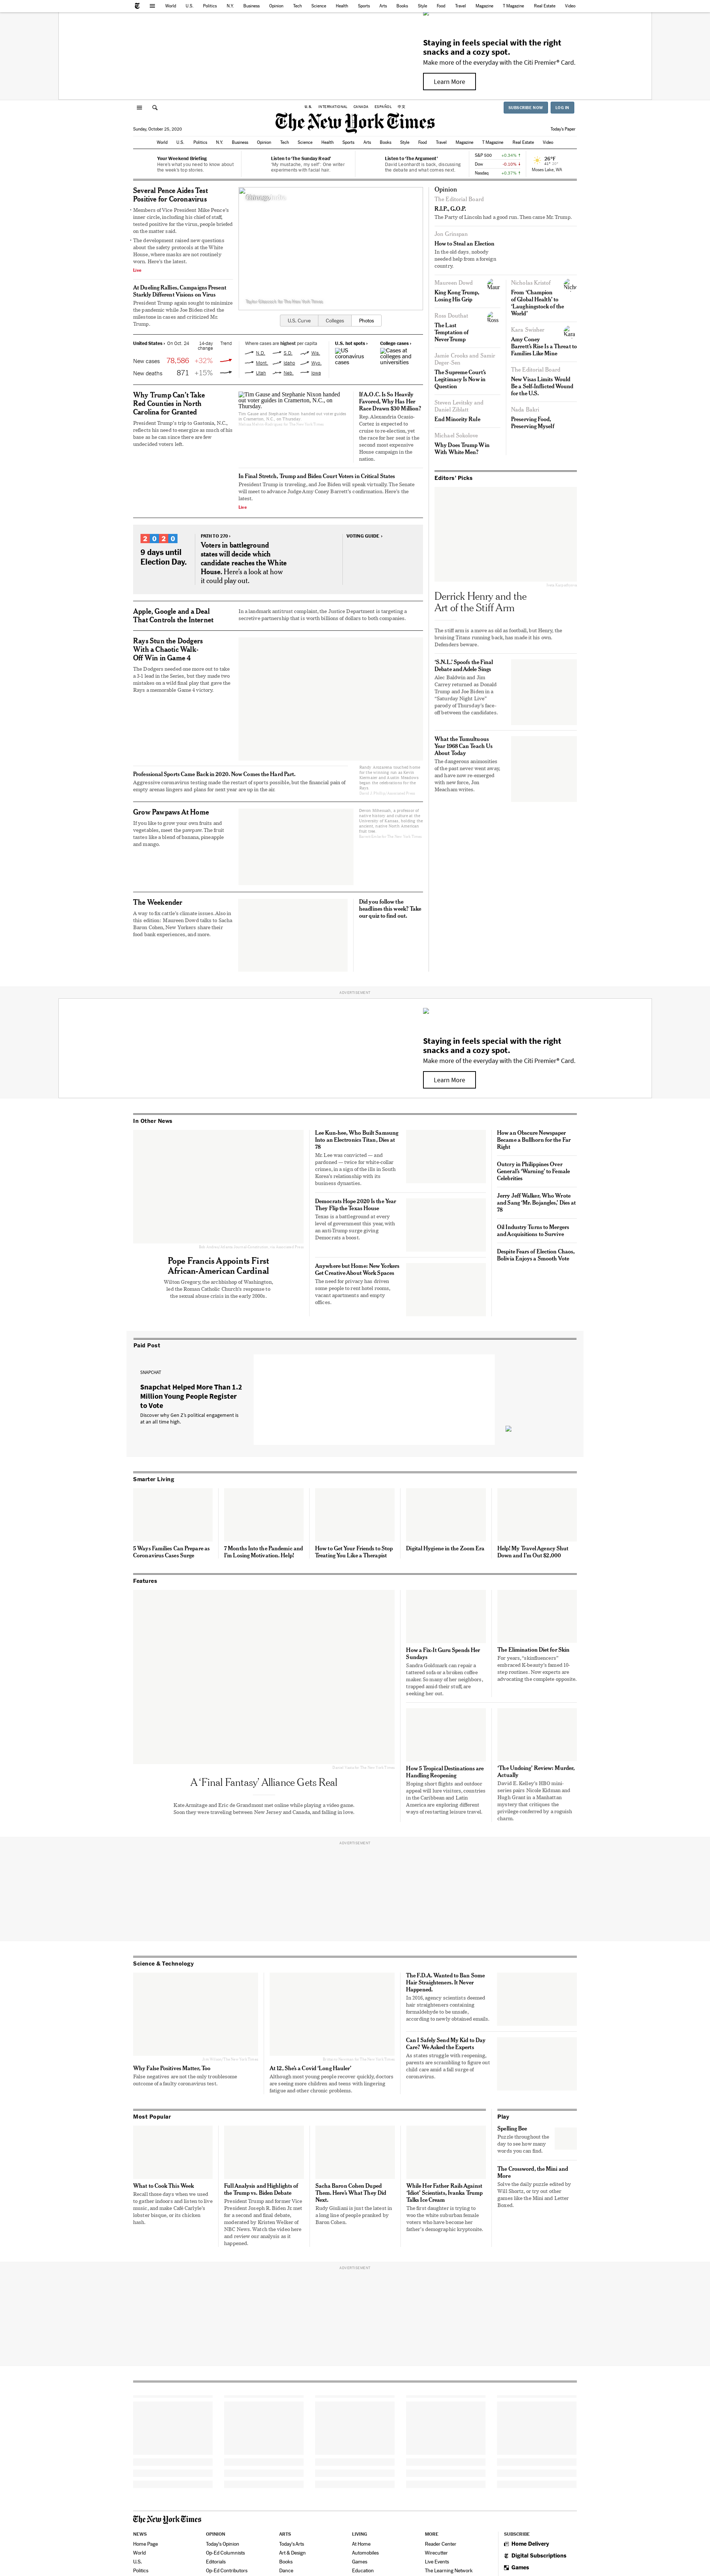 World U.S. Politics N.Y. Business Opinion Tech Science Health Sports Arts Books Style Food Travel Magazine T Magazine Real Estate Video
Staying in feels special with the right
snacks and a cozy spot.
Make more of the everyday with the Citi Premier® Card.
Learn More
U.S. INTERNATIONAL CANADA ESPAÑOL 中文
SUBSCRIBE NOW LOG IN
The New York Times
Sunday, October 25, 2020
Today's Paper
World U.S. Politics N.Y. Business Opinion Tech Science Health Sports Arts Books Style Food Travel Magazine T Magazine Real Estate Video
Your Weekend Briefing
Here's what you need to know about
the week's top stories.
Listen to 'The Sunday Read'
'My mustache, my self': One writer
experiments with facial hair.
Listen to 'The Argument'
David Leonhardt is back, discussing
the debate and what comes next.
S&P 500 +0.34% ↑
Dow -0.10% ↓
Nasdaq +0.37% ↑
26°F
Moses Lake, WA
Several Pence Aides Test
Positive for Coronavirus
• Members of Vice President Mike Pence's
inner circle, including his chief of staff,
tested positive for the virus, people briefed
on the matter said.
• The development raised new questions
about the safety protocols at the White
House, where masks are not routinely
worn. Here's the latest.
Live
At Dueling Rallies, Campaigns Present
Starkly Different Visions on Virus
President Trump again vowed to minimize
the pandemic while Joe Biden cited the
rise in cases and criticized Mr.
Trump.
U.S. Curve Colleges Photos
Opinion
The Editorial Board
R.I.P., G.O.P.
The Party of Lincoln had a good run. Then came Mr. Trump.
Jon Grinspan
How to Steal an Election
In the old days, nobody
needed help from a foreign
country.
Maureen Dowd
King Kong Trump,
Losing His Grip
Ross Douthat
The Last
Temptation of
NeverTrump
Jamie Crooks and Samir
Deger-Sen
The Supreme Court's
Legitimacy Is Now in
Question
Steven Levitsky and
Daniel Ziblatt
End Minority Rule
Michael Sokolove
Why Does Trump Win
With White Men?
Nicholas Kristof
From 'Champion
of Global Health' to
'Laughingstock of the
World'
Kara Swisher
Amy Coney
Barrett's Rise Is a Threat to
Families Like Mine
The Editorial Board
New Visas Limits Would
Be a Self-Inflicted Wound
for the U.S.
Neda Bakri
Preserving Food,
Preserving Myself
United States › On Oct. 24 14-day change Trend
New cases 78,586 +32%
New deaths 871 +15%
Where cases are highest per capita
N.D. S.D. Wis.
Mont. Idaho Wyo.
Utah Neb. Iowa
U.S. hot spots ›
US coronavirus cases
College cases ›
Cases at colleges and universities
Why Trump Can't Take
Red Counties in North
Carolina for Granted
President Trump's trip to Gastonia, N.C.,
reflects his need to energize as much of his
base as he can since there are few
undecided voters left.
Tim Gause and Stephanie Nixon handed
out voter guides in Cramerton, N.C., on
Thursday.
Tim Gause and Stephanie Nixon handed out voter guides
in Cramerton, N.C., on Thursday.
If A.O.C. Is So Heavily
Favored, Why Has Her
Race Drawn $30 Million?
Rep. Alexandria Ocasio-
Cortez is expected to
cruise to re-election, yet
the race for her seat is the
second most expensive
House campaign in the
nation.
In Final Stretch, Trump and Biden Court Voters in Critical States
President Trump is traveling, and Joe Biden will speak virtually. The Senate
will meet to advance Judge Amy Coney Barrett's confirmation. Here's the
latest.
Live
2020
9 days until
Election Day.
PATH TO 270 ›
Voters in battleground
states will decide which
candidate reaches the White
House. Here's a look at how
it could play out.
VOTING GUIDE ›
Editors' Picks
Derrick Henry and the
Art of the Stiff Arm
The stiff arm is a move as old as football, but Henry, the
bruising Titans running back, has made it his own.
Defenders beware.
'S.N.L.' Spoofs the Final
Debate and Adele Sings
Alec Baldwin and Jim
Carrey returned as Donald
Trump and Joe Biden in a
"Saturday Night Live"
parody of Thursday's face-
off between the candidates.
What the Tumultuous
Year 1968 Can Teach Us
About Today
The dangerous animosities
of the past never went away,
and have now re-emerged
with new force, Jon
Meacham writes.
Apple, Google and a Deal
That Controls the Internet
In a landmark antitrust complaint, the Justice Department is targeting a
secretive partnership that is worth billions of dollars to both companies.
Rays Stun the Dodgers
With a Chaotic Walk-
Off Win in Game 4
The Dodgers needed one more out to take
a 3-1 lead in the Series, but they made two
mistakes on a wild final play that gave the
Rays a memorable Game 4 victory.
Professional Sports Came Back in 2020. Now Comes the Hard Part.
Aggressive coronavirus testing made the restart of sports possible, but the financial pain of
empty arenas lingers and plans for next year are up in the air.
Grow Pawpaws At Home
If you like to grow your own fruits and
vegetables, meet the pawpaw. The fruit
tastes like a blend of banana, pineapple
and mango.
The Weekender
A way to fix cattle's climate issues. Also in
this edition: Maureen Dowd talks to Sacha
Baron Cohen, New Yorkers share their
food bank experiences, and more.
Did you follow the
headlines this week? Take
our quiz to find out.
ADVERTISEMENT
Staying in feels special with the right
snacks and a cozy spot.
Make more of the everyday with the Citi Premier® Card.
Learn More
In Other News
Pope Francis Appoints First
African-American Cardinal
Wilton Gregory, the archbishop of Washington,
led the Roman Catholic Church's response to
the sexual abuse crisis in the early 2000s.
Lee Kun-hee, Who Built Samsung
Into an Electronics Titan, Dies at
78
Mr. Lee was convicted — and
pardoned — twice for white-collar
crimes, in a sign of the ills in South
Korea's relationship with its
business dynasties.
Democrats Hope 2020 Is the Year
They Flip the Texas House
Texas is a battleground at every
level of government this year, with
an anti-Trump surge giving
Democrats a boost.
Anywhere but Home: New Yorkers
Get Creative About Work Spaces
The need for privacy has driven
some people to rent hotel rooms,
vacant apartments and empty
offices.
How an Obscure Newspaper
Became a Bullhorn for the Far
Right
Outcry in Philippines Over
General's 'Warning' to Female
Celebrities
Jerry Jeff Walker, Who Wrote
and Sang 'Mr. Bojangles,' Dies at
78
Oil Industry Turns to Mergers
and Acquisitions to Survive
Despite Fears of Election Chaos,
Bolivia Enjoys a Smooth Vote
Paid Post
SNAPCHAT
Snapchat Helped More Than 1.2
Million Young People Register
to Vote
Discover why Gen Z's political engagement is
at an all time high.
Smarter Living
5 Ways Families Can Prepare as
Coronavirus Cases Surge
7 Months Into the Pandemic and
I'm Losing Motivation. Help!
How to Get Your Friends to Stop
Treating You Like a Therapist
Digital Hygiene in the Zoom Era
Help! My Travel Agency Shut
Down and I'm Out $2,000
Features
A 'Final Fantasy' Alliance Gets Real
Kate Armitage and Eric de Grandmont met online while playing a video game.
Soon they were traveling between New Jersey and Canada, and falling in love.
How a Fix-It Guru Spends Her
Sundays
Sandra Goldmark can repair a
tattered sofa or a broken coffee
maker. So many of her neighbors,
trapped amid their stuff, are
seeking her out.
The Elimination Diet for Skin
For years, "skinfluencers"
embraced K-beauty's famed 10-
step routines. Now experts are
advocating the complete opposite.
How 5 Tropical Destinations are
Handling Reopening
Hoping short flights and outdoor
experiences will allure visitors, five
countries, in the Caribbean and Latin
America are exploring different
ways of restarting leisure travel.
'The Undoing' Review: Murder,
Actually
David E. Kelley's HBO mini-
series pairs Nicole Kidman and
Hugh Grant in a Manhattan
mystery that critiques the
privilege conferred by a roguish
charm.
ADVERTISEMENT
Science & Technology
Why False Positives Matter, Too
False negatives are not the only troublesome
outcome of a faulty coronavirus test.
At 12, She's a Covid 'Long Hauler'
Although most young people recover quickly, doctors
are seeing more children and teens with lingering
fatigue and other chronic problems.
The F.D.A. Wanted to Ban Some
Hair Straighteners. It Never
Happened.
In 2016, agency scientists deemed
hair straighteners containing
formaldehyde to be unsafe,
according to newly obtained emails.
Can I Safely Send My Kid to Day
Care? We Asked the Experts
As states struggle with reopening,
parents are scrambling to figure out
child care amid a full surge of
coronavirus.
Most Popular
What to Cook This Week
Recall those days when we used
to gather indoors and listen to live
music, and make Café Carlyle's
lobster bisque, or its chicken
hash.
Full Analysis and Highlights of
the Trump vs. Biden Debate
President Trump and former Vice
President Joseph R. Biden Jr. met
for a second and final debate,
moderated by Kristen Welker of
NBC News. Watch the video here
and review our analysis as it
happened.
Sacha Baron Cohen Duped
Them. Here's What They Did
Next.
Rudy Giuliani is just the latest in
a long line of people pranked by
Baron Cohen.
While Her Father Rails Against
'Idiot' Scientists, Ivanka Trump
Talks Ice Cream
The first daughter is trying to
woo the white suburban female
voters who have become her
father's demographic kryptonite.
Play
Spelling Bee
Puzzle throughout the
day to see how many
words you can find.
The Crossword, the Mini and
More
Solve the daily puzzle edited by
Will Shortz, or try out other
games like the Mini and Letter
Boxed.
ADVERTISEMENT
The New York Times
NEWS
Home Page
World
U.S.
Politics
OPINION
Today's Opinion
Op-Ed Columnists
Editorials
Op-Ed Contributors
ARTS
Today's Arts
Art & Design
Books
Dance
LIVING
At Home
Automobiles
Games
Education
MORE
Reader Center
Wirecutter
Live Events
The Learning Network
SUBSCRIBE
Home Delivery
Digital Subscriptions
Games